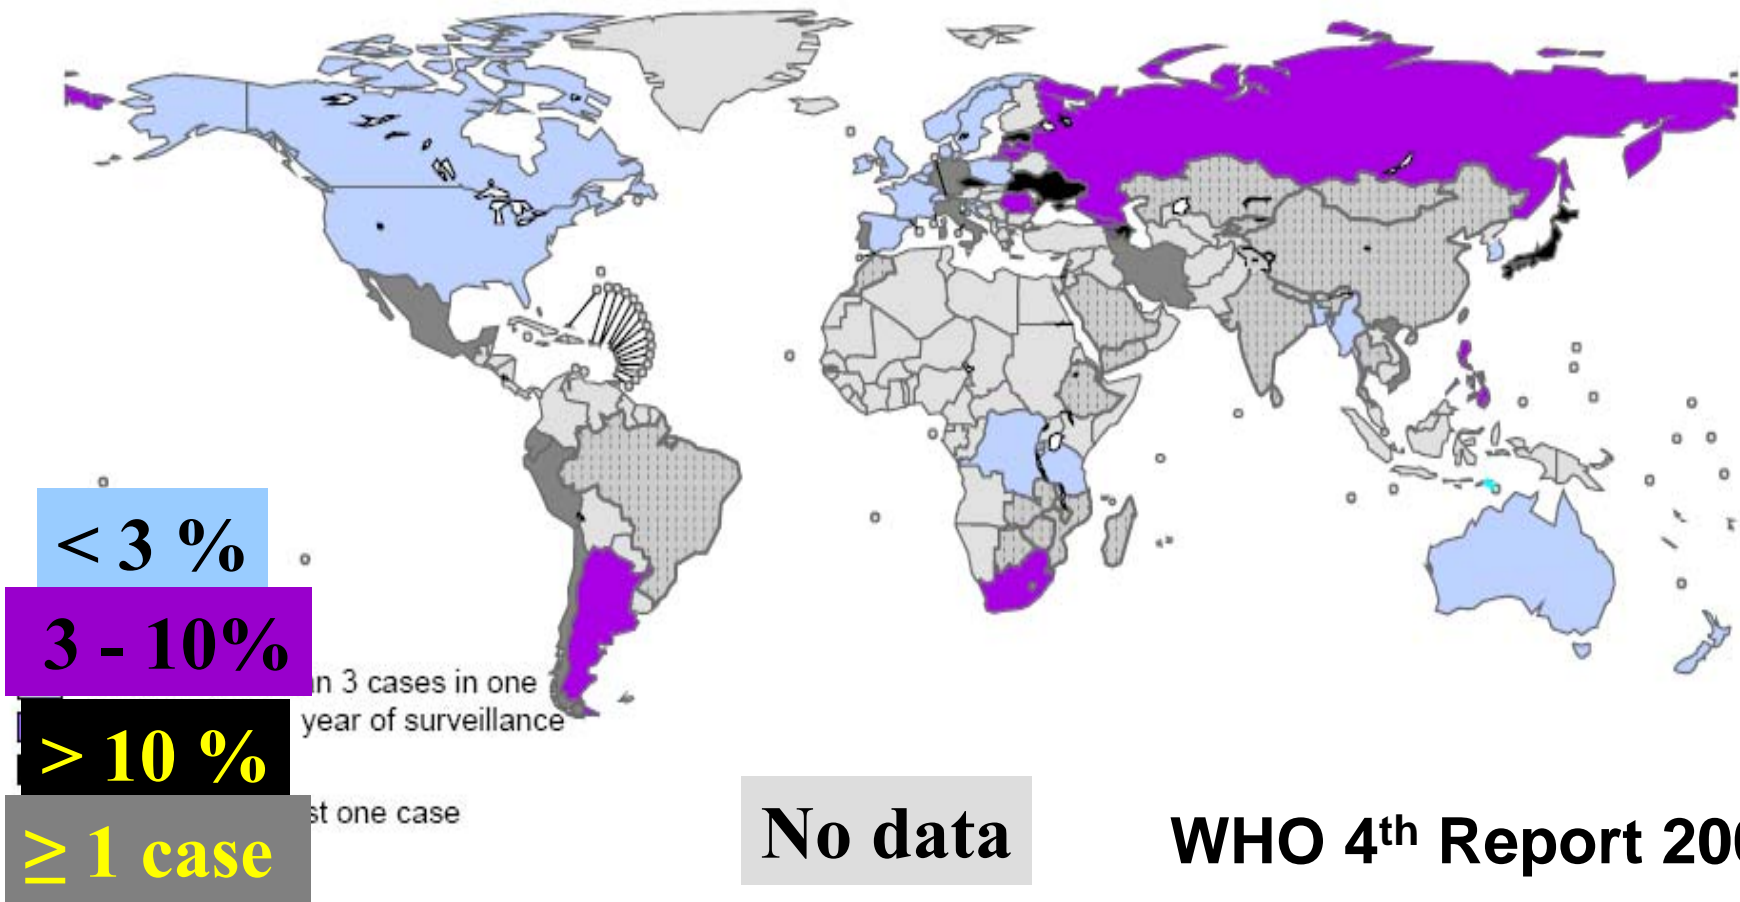 < 3 %
3 - 10%
n 3 cases in one
year of surveillance
> 10 %
st one case
≥ 1 case
No data
WHO 4th Report